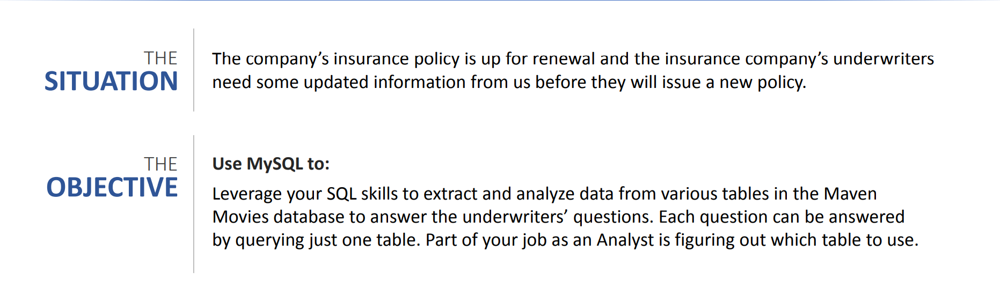 THE
SITUATION
The company’s insurance policy is up for renewal and the insurance company’s underwriters
need some updated information from us before they will issue a new policy.
THE
OBJECTIVE
Use MySQL to:
Leverage your SQL skills to extract and analyze data from various tables in the Maven
Movies database to answer the underwriters’ questions. Each question can be answered
by querying just one table. Part of your job as an Analyst is figuring out which table to use.